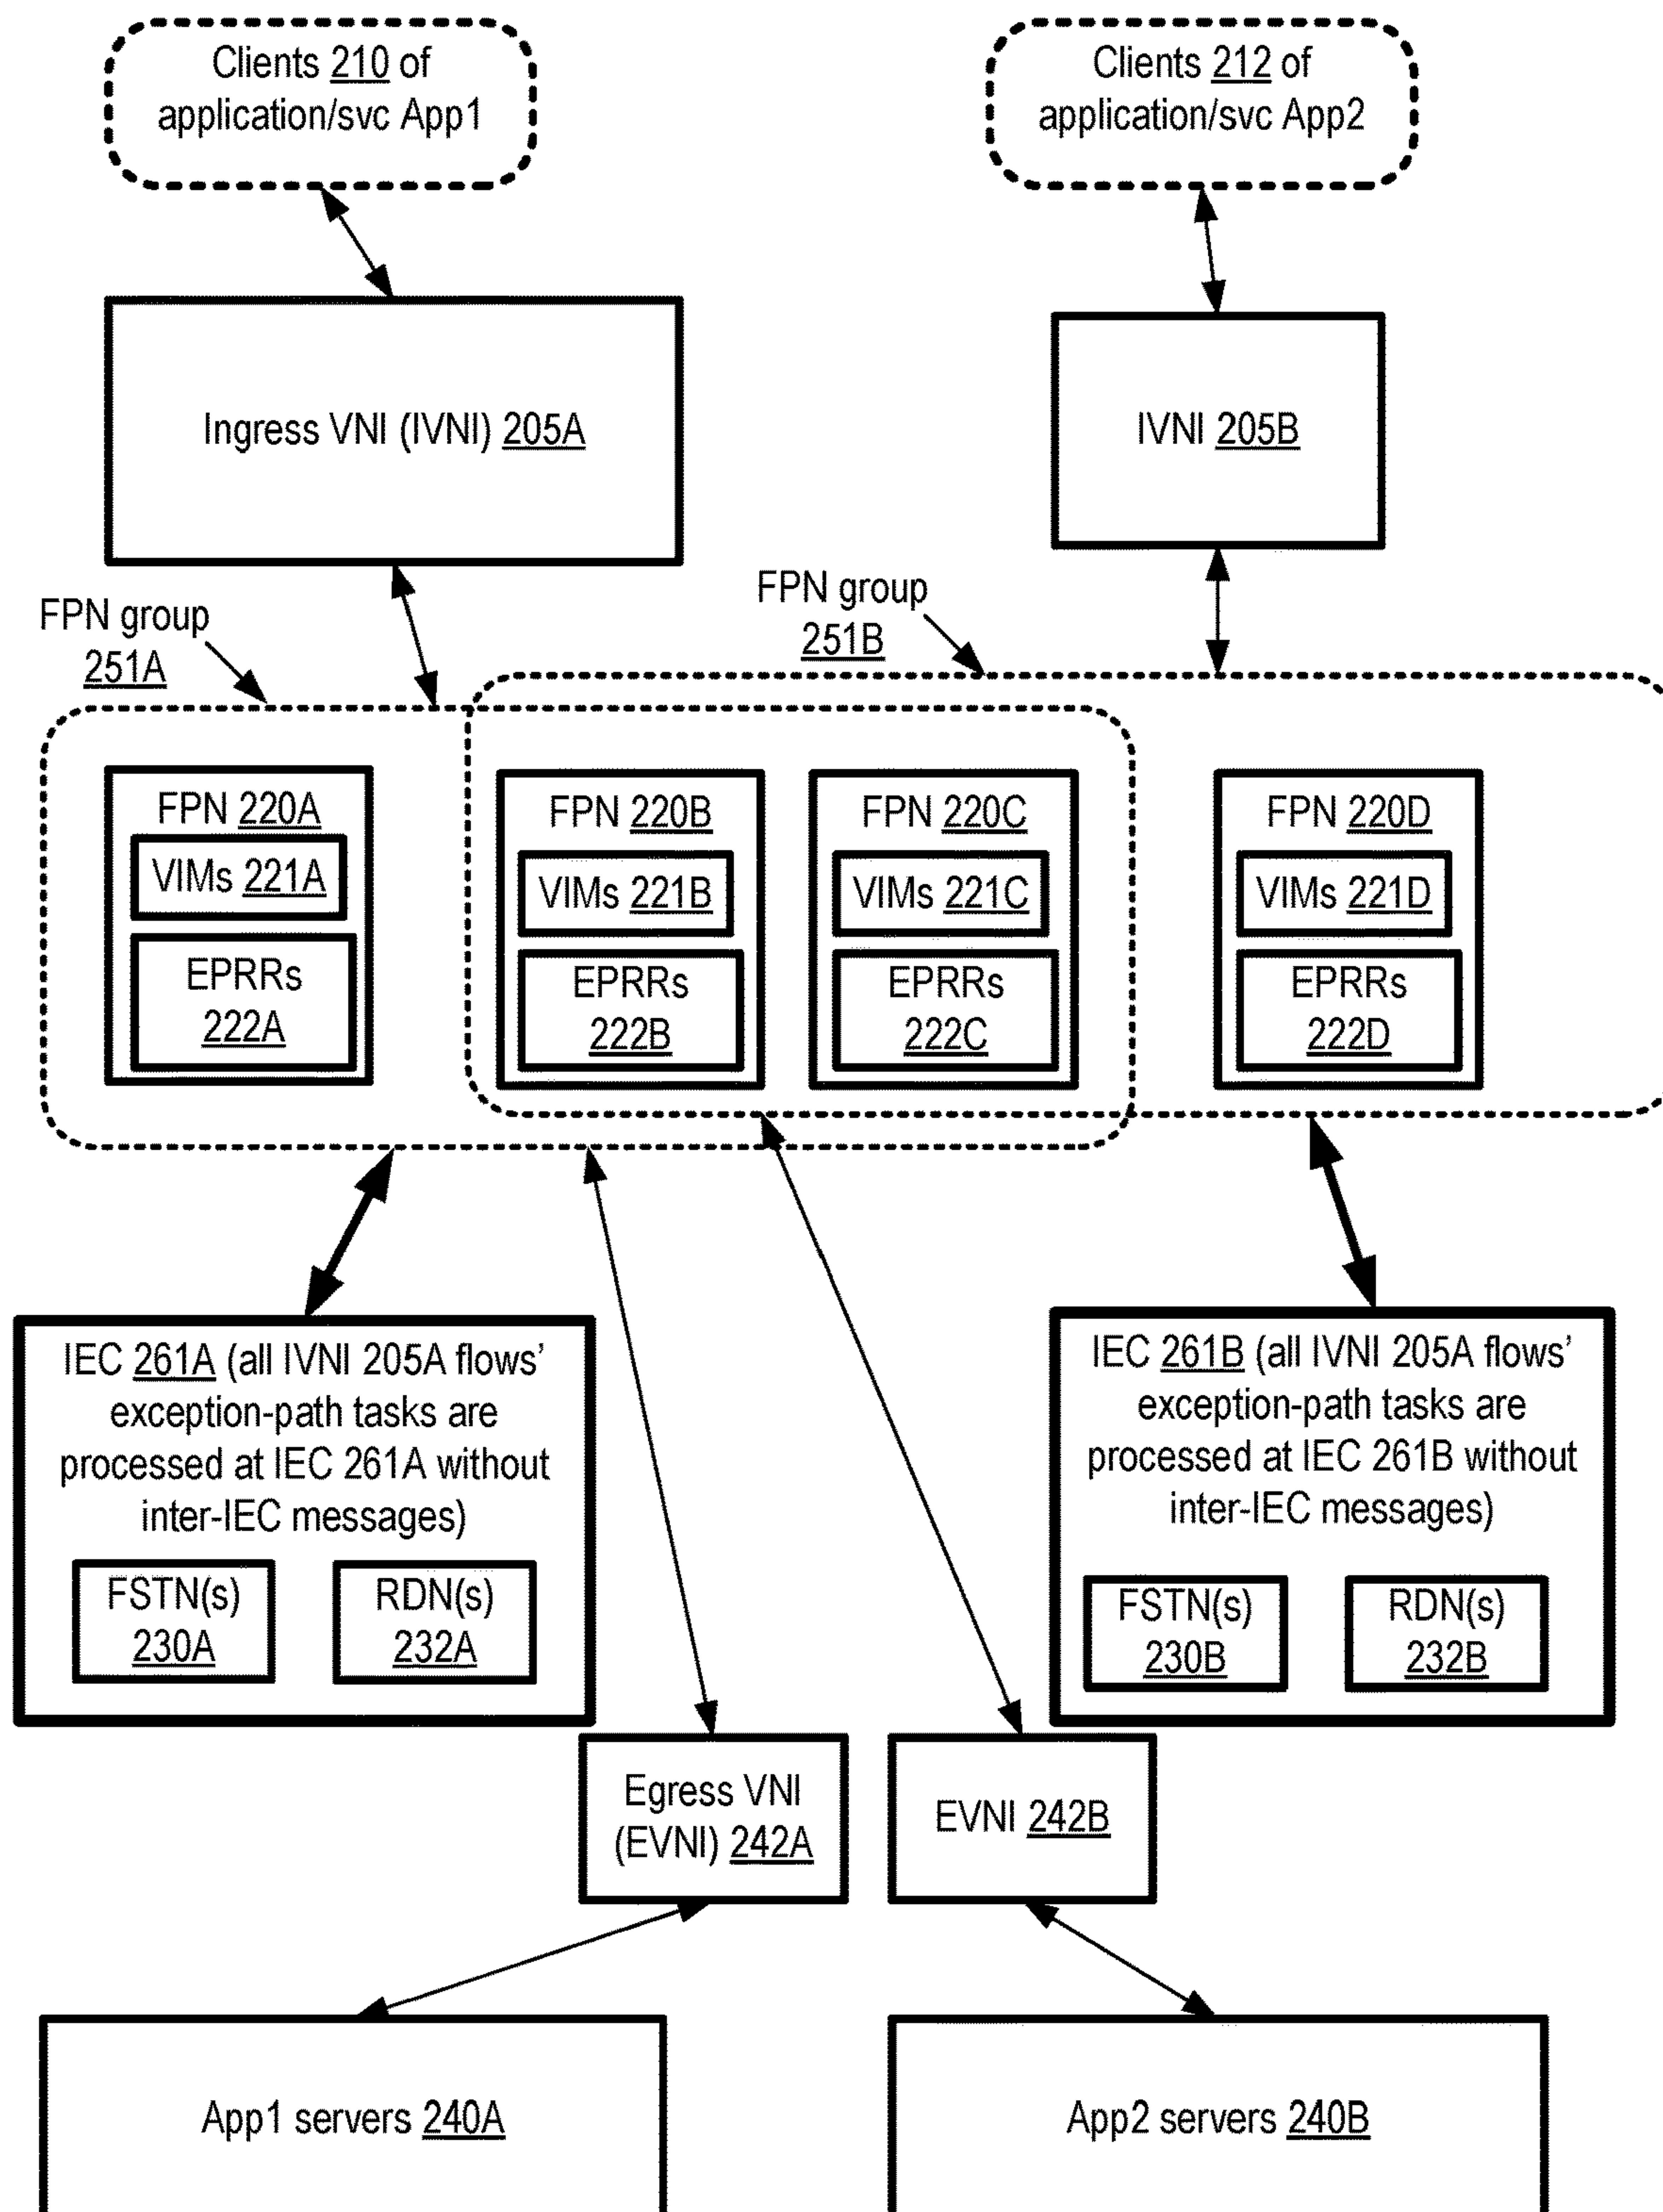 Clients 210 of
application/svc App1
Clients 212 of
application/svc App2
Ingress VNI (IVNI) 205A
IVNI 205B
FPN group
251A
FPN group
251B
FPN 220A
VIMs 221A
EPRRs
222A
FPN 220B
VIMs 221B
EPRRs
222B
FPN 220C
VIMs 221C
EPRRs
222C
FPN 220D
VIMs 221D
EPRRs
222D
IEC 261A (all IVNI 205A flows’
exception-path tasks are
processed at IEC 261A without
inter-IEC messages)
FSTN(s)
230A
RDN(s)
232A
IEC 261B (all IVNI 205A flows’
exception-path tasks are
processed at IEC 261B without
inter-IEC messages)
FSTN(s)
230B
RDN(s)
232B
Egress VNI
(EVNI) 242A
EVNI 242B
App1 servers 240A
App2 servers 240B